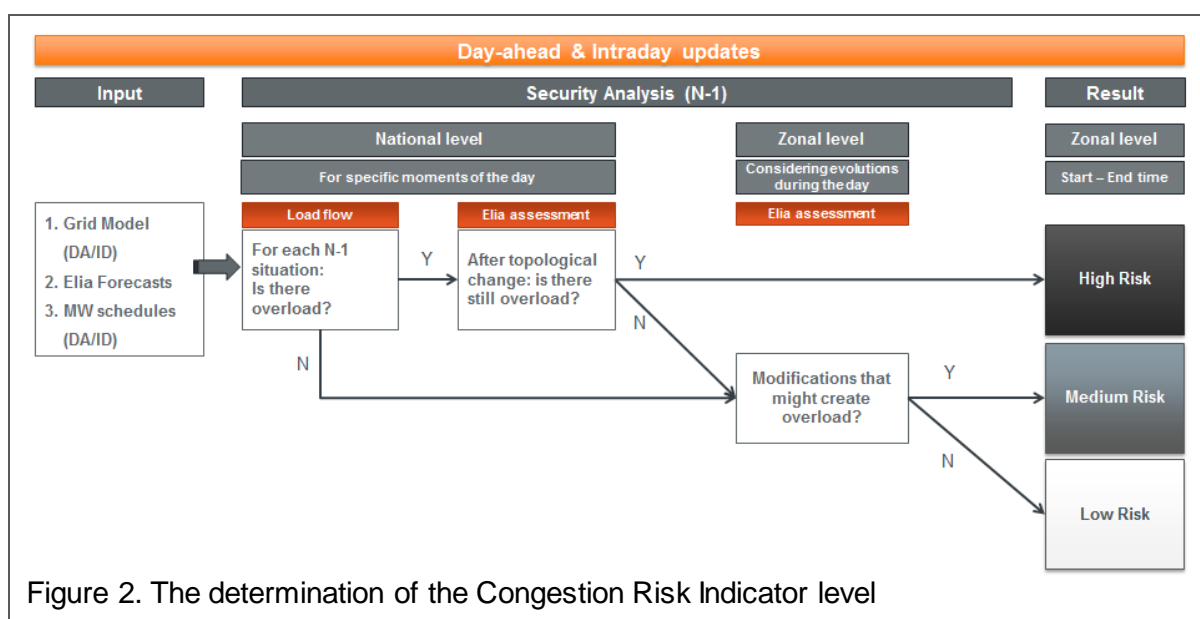 Day-ahead & Intraday updates
Input
Security Analysis (N-1)
Result
National level
Zonal level
Zonal level
For specific moments of the day
Considering evolutions
during the day
Start – End time
Load flow
Elia assessment
Elia assessment
1. Grid Model
(DA/ID)
2. Elia Forecasts
3. MW schedules
(DA/ID)
For each N-1
situation:
Is there
overload?
Y
After topological
change: is there
still overload?
Y
High Risk
N
N
Modifications that
might create
overload?
Y
Medium Risk
N
Low Risk
Figure 2. The determination of the Congestion Risk Indicator level